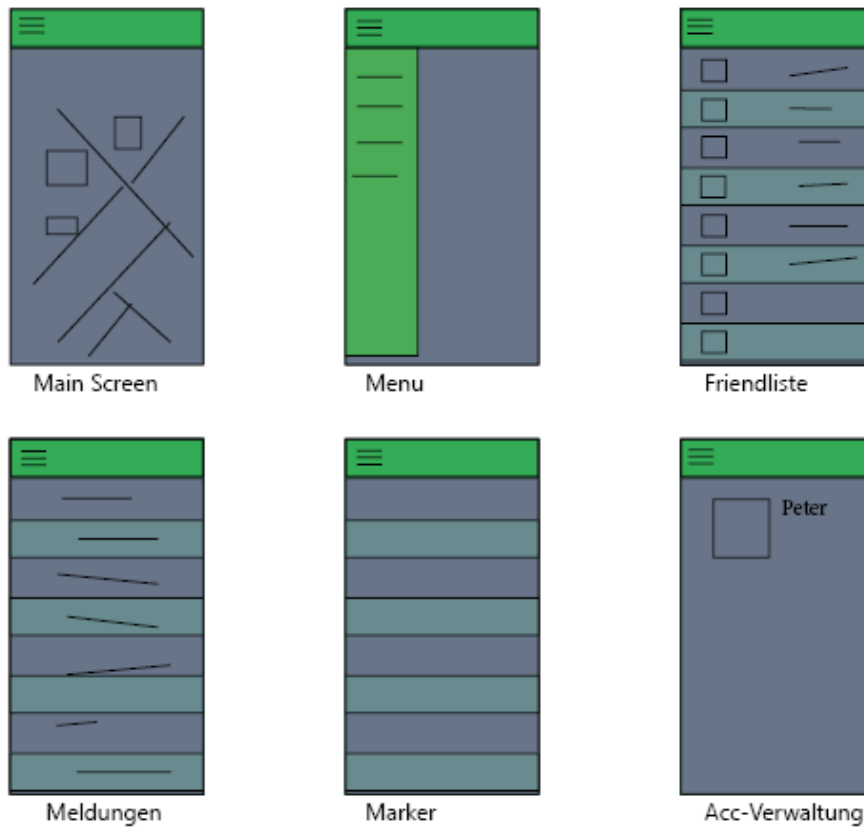 Main Screen
Menu
Friendliste
Peter
Meldungen
Marker
Acc-Verwaltung